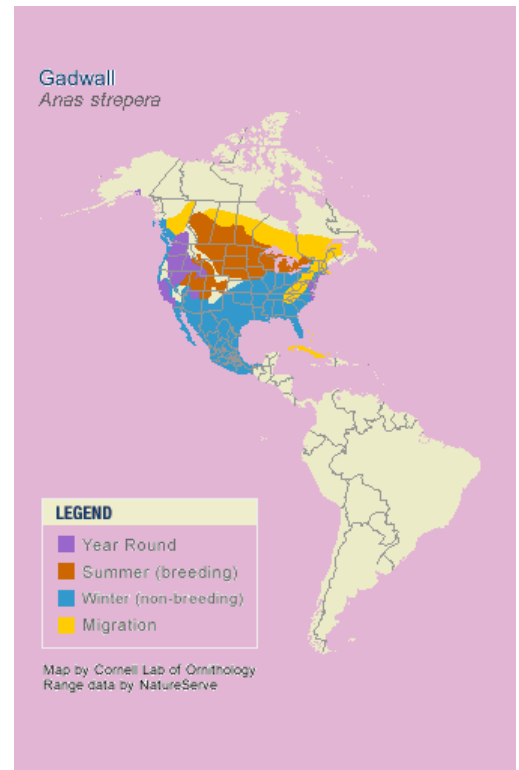 Gadwall
Anas strepera
LEGEND
Year Round
Summer (breeding)
Winter (non-breeding)
Migration
Map by Cornell Lab of Ornithology
Range data by NatureServe